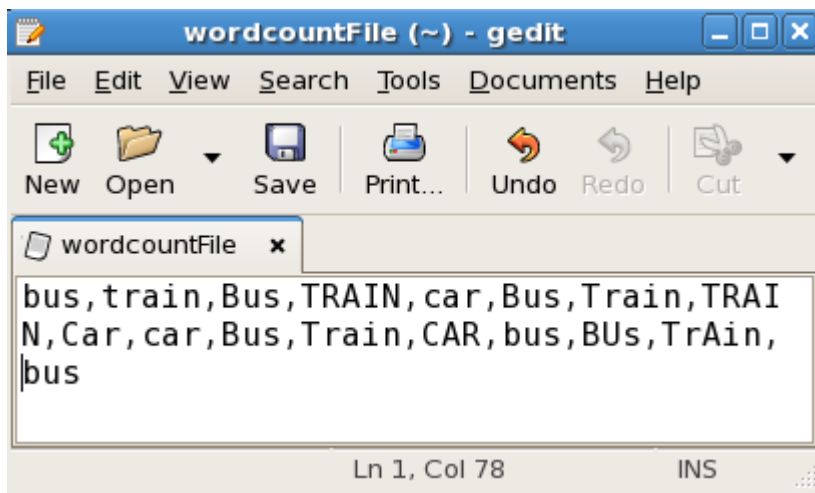 wordcountFile (~) - gedit
File Edit View Search Tools Documents Help
New Open Save Print... Undo Redo Cut
wordcountFile
bus,train,Bus,TRAIN,car,Bus,Train,TRAI
N,Car,car,Bus,Train,CAR,bus,BUs,TrAin,
bus
Ln 1, Col 78 INS